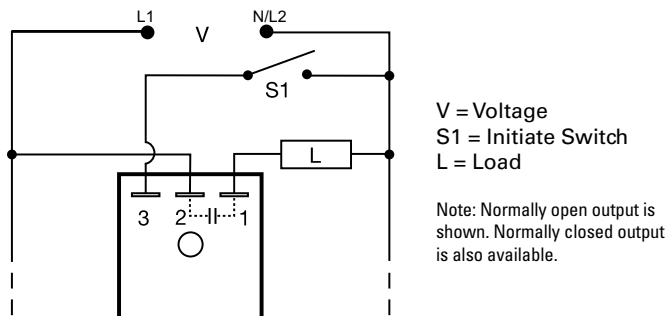 L1
V
N/L2
S1
L
3
2
1
V = Voltage
S1 = Initiate Switch
L = Load
Note: Normally open output is
shown. Normally closed output
is also available.